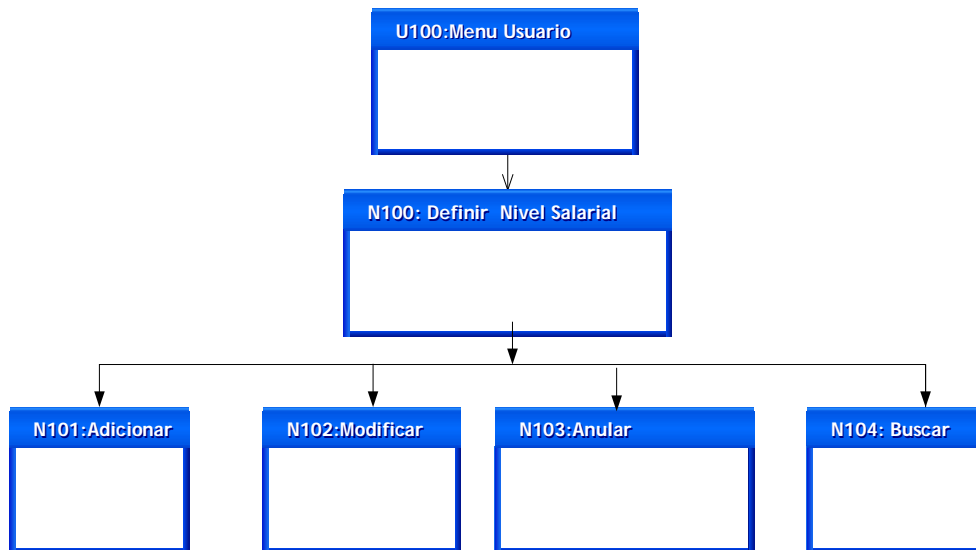 U100:Menu Usuario
N100: Definir Nivel Salarial
N101:Adicionar
N102:Modificar
N103:Anular
N104: Buscar